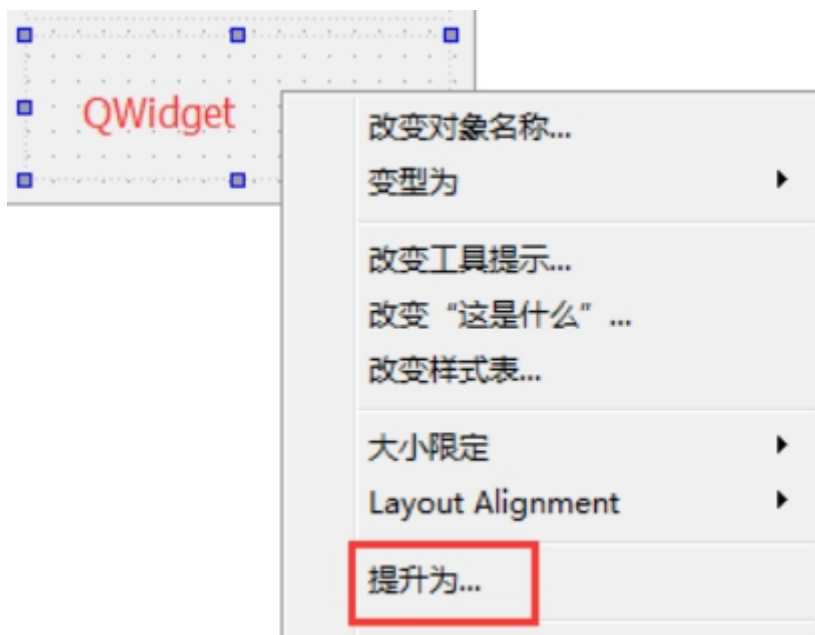 QWidget
改变对象名称...
变型为
改变工具提示...
改变“这是什么”...
改变样式表...
大小限定
Layout Alignment
提升为...